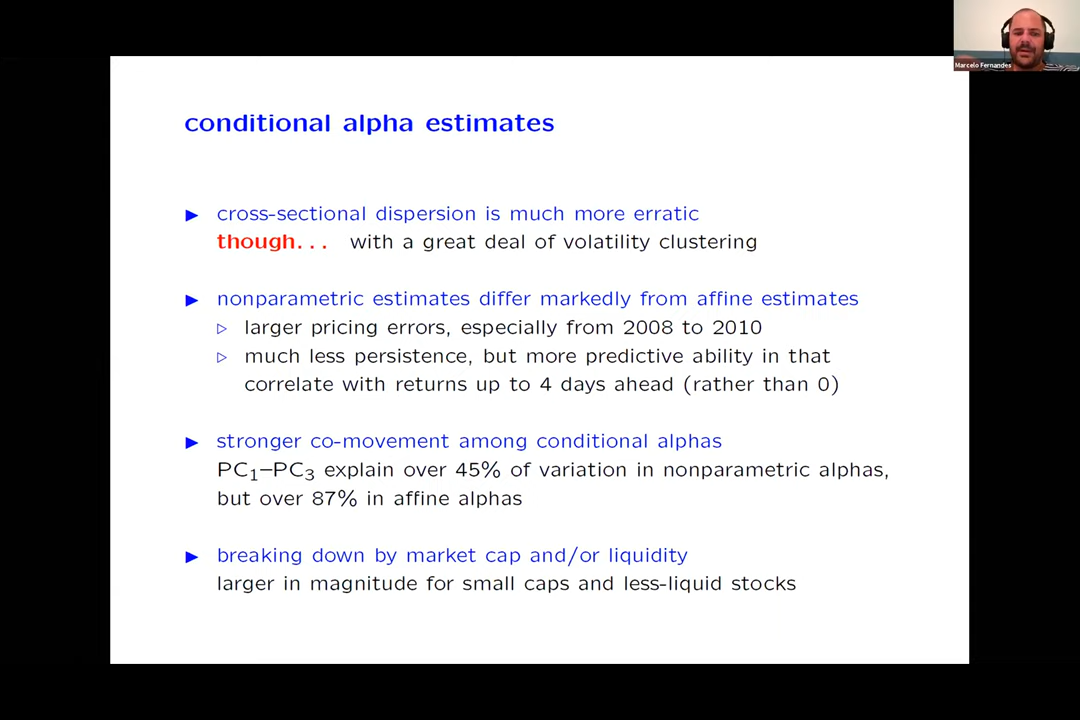 Marcelo Fernandes
conditional alpha estimates
▶ cross-sectional dispersion is much more erratic
though... with a great deal of volatility clustering
▶ nonparametric estimates differ markedly from affine estimates
▷ larger pricing errors, especially from 2008 to 2010
▷ much less persistence, but more predictive ability in that
correlate with returns up to 4 days ahead (rather than 0)
▶ stronger co-movement among conditional alphas
PC₁–PC₃ explain over 45% of variation in nonparametric alphas,
but over 87% in affine alphas
▶ breaking down by market cap and/or liquidity
larger in magnitude for small caps and less-liquid stocks